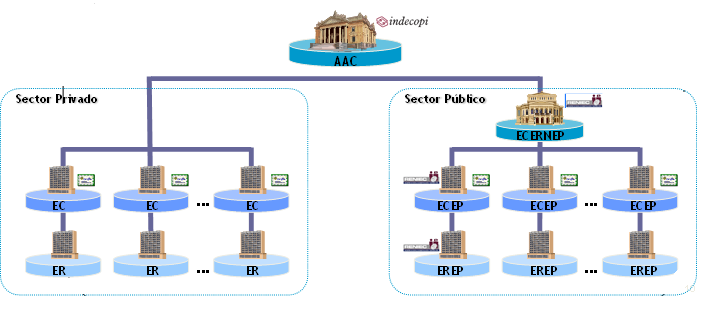 indecopi
AAC
Sector Privado
Sector Público
ECERNEP
EC EC ... EC
ECEP ECEP ... ECEP
ER ER ... ER
EREP EREP ... EREP